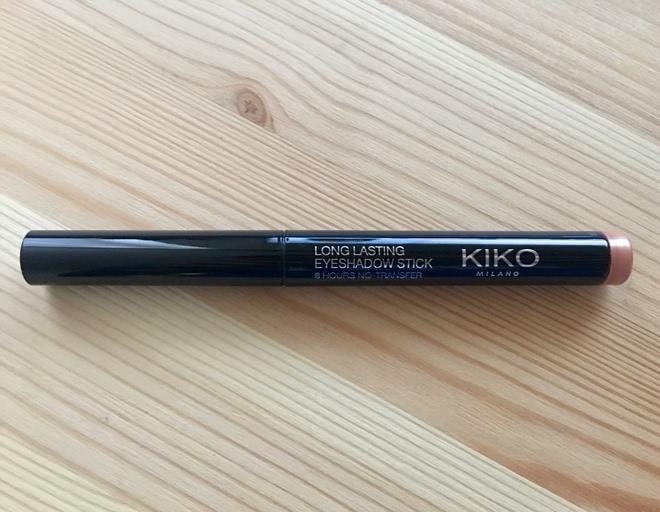 LONG LASTING
EYESHADOW STICK
8 HOURS NO-TRANSFER
KIKO
MILANO